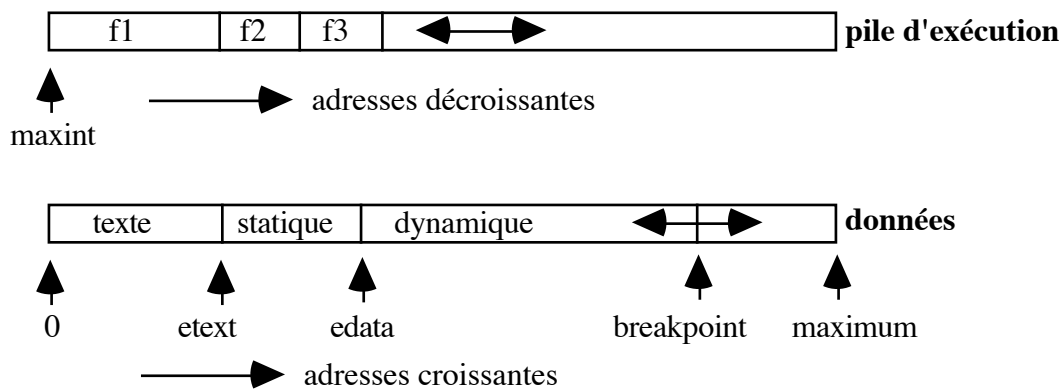 f1 f2 f3 pile d'exécution
adresses décroissantes
maxint
texte statique dynamique données
0 etext edata breakpoint maximum
adresses croissantes